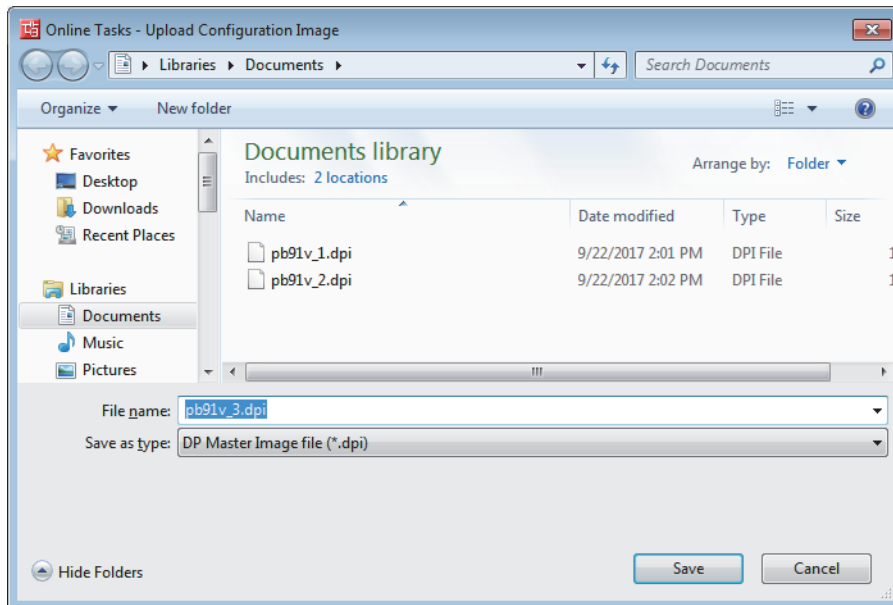 Online Tasks - Upload Configuration Image
Libraries Documents Search Documents
Organize New folder
Favorites
Desktop
Downloads
Recent Places
Libraries
Documents
Music
Pictures
Documents library
Includes: 2 locations
Arrange by: Folder
Name Date modified Type Size
pb91v_1.dpi 9/22/2017 2:01 PM DPI File 1
pb91v_2.dpi 9/22/2017 2:02 PM DPI File 1
File name: pb91v_3.dpi
Save as type: DP Master Image file (*.dpi)
Hide Folders Save Cancel